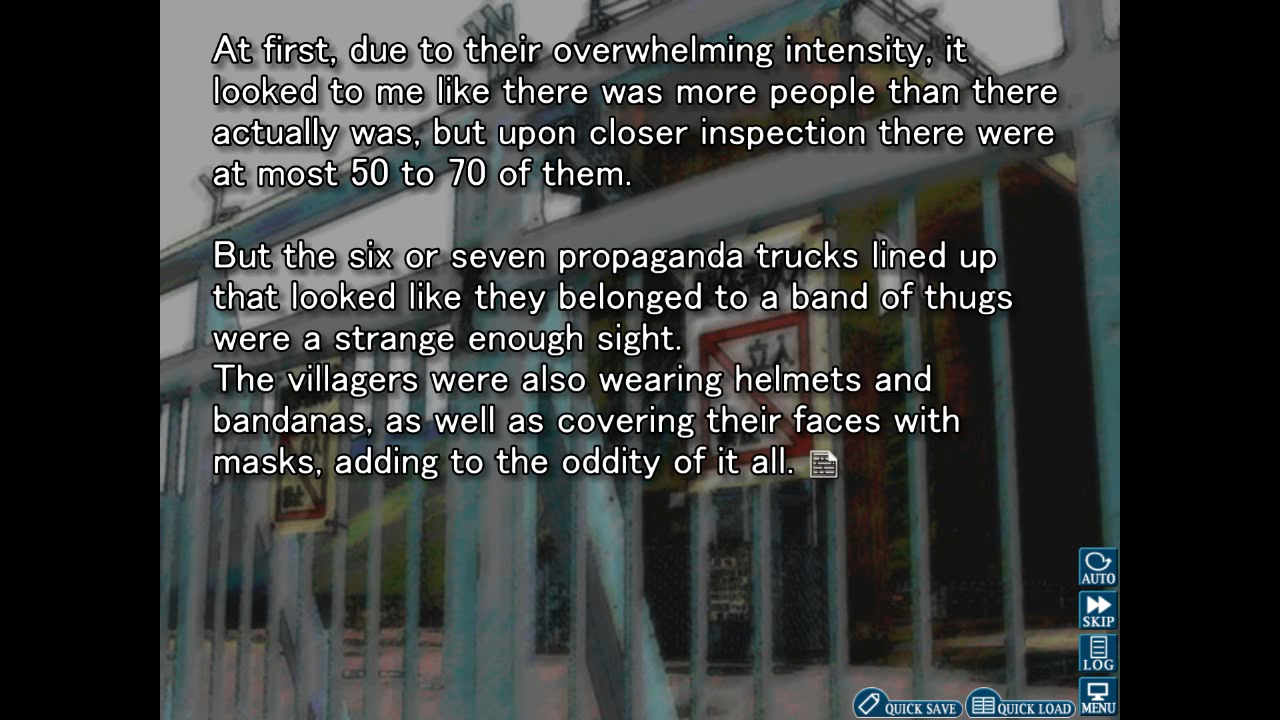 At first, due to their overwhelming intensity, it
looked to me like there was more people than there
actually was, but upon closer inspection there were
at most 50 to 70 of them.
But the six or seven propaganda trucks lined up
that looked like they belonged to a band of thugs
were a strange enough sight.
The villagers were also wearing helmets and
bandanas, as well as covering their faces with
masks, adding to the oddity of it all.
立入
AUTO
SKIP
LOG
MENU
QUICK SAVE
QUICK LOAD